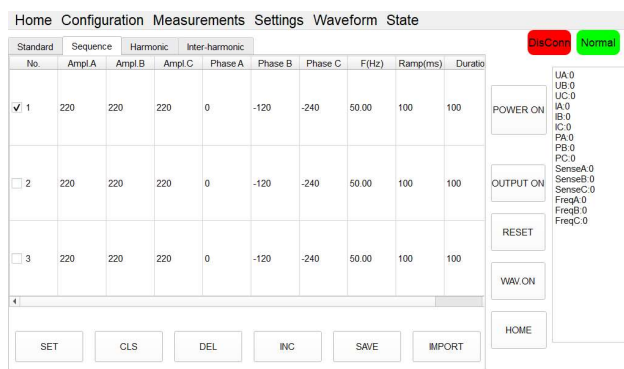 Home Configuration Measurements Settings Waveform State
DisConn Normal
Standard Sequence Harmonic Inter-harmonic
No. Ampl.A Ampl.B Ampl.C Phase A Phase B Phase C F(Hz) Ramp(ms) Duratio
1 220 220 220 0 -120 -240 50.00 100 100
2 220 220 220 0 -120 -240 50.00 100 100
3 220 220 220 0 -120 -240 50.00 100 100
SET CLS DEL INC SAVE IMPORT
POWER ON
OUTPUT ON
RESET
WAV.ON
HOME
UA:0
UB:0
UC:0
IA:0
IB:0
IC:0
PA:0
PB:0
PC:0
SenseA:0
SenseB:0
SenseC:0
FreqA:0
FreqB:0
FreqC:0